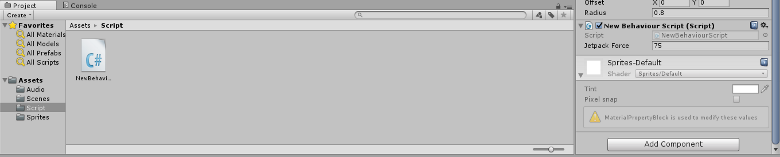 Project
Console
Create
Favorites
All Materials
All Models
All Prefabs
All Scripts
Assets
Audio
Scenes
Script
Sprites
Assets ▸ Script
C#
NewBehavi...
Offset X 0 Y 0
Radius 0.8
New Behaviour Script (Script)
Script NewBehaviourScript
Jetpack Force 75
Sprites-Default
Shader Sprites/Default
Tint
Pixel snap
MaterialPropertyBlock is used to modify these values
Add Component